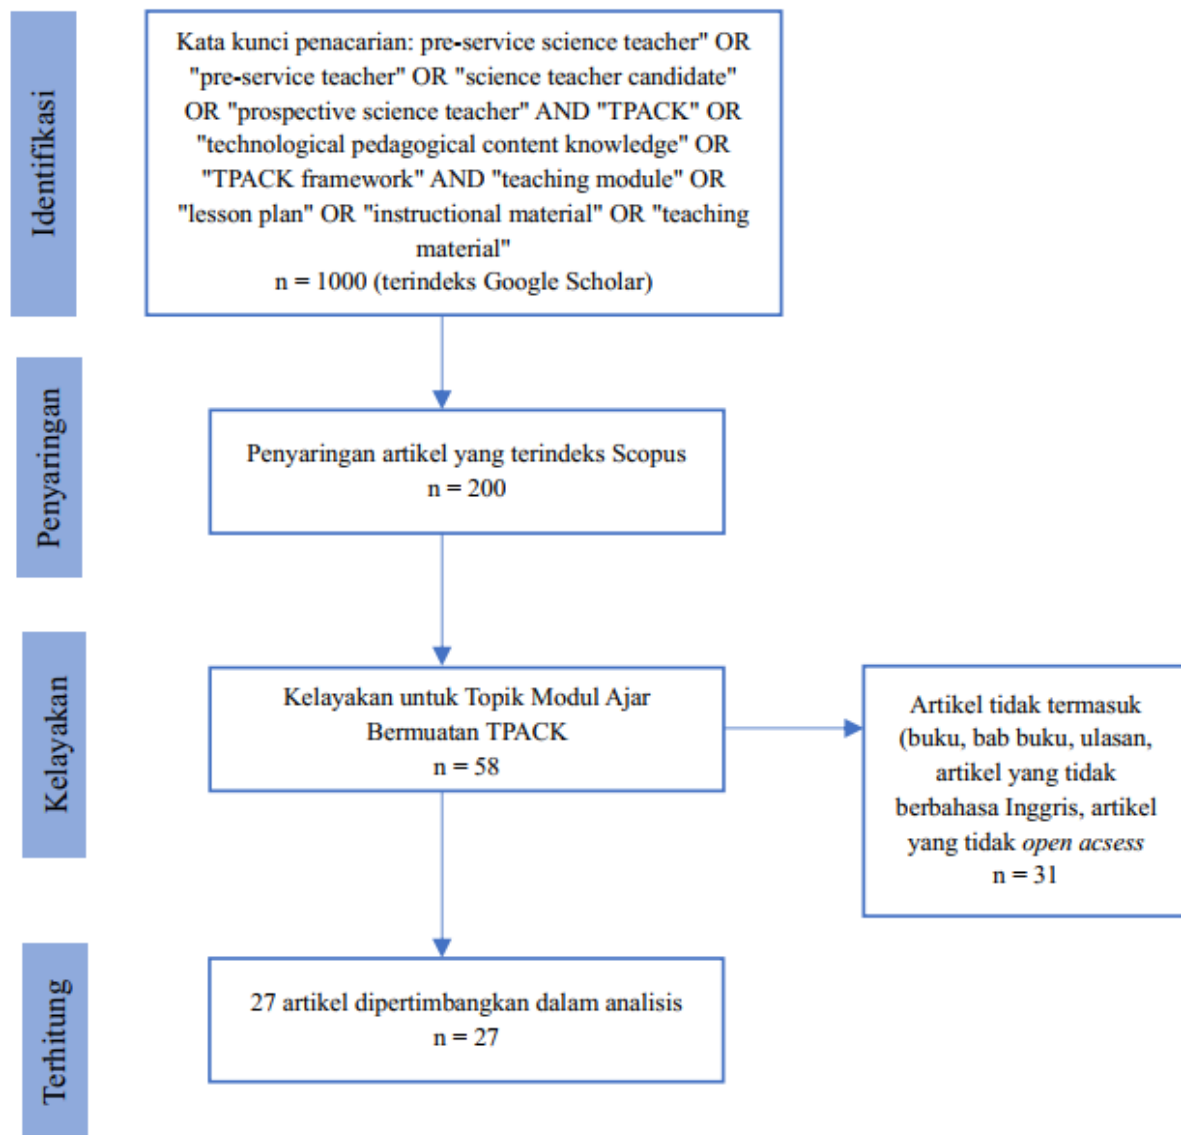 Identifikasi
Kata kunci penacarian: pre-service science teacher" OR
"pre-service teacher" OR "science teacher candidate"
OR "prospective science teacher" AND "TPACK" OR
"technological pedagogical content knowledge" OR
"TPACK framework" AND "teaching module" OR
"lesson plan" OR "instructional material" OR "teaching
material"
n = 1000 (terindeks Google Scholar)
Penyaringan
Penyaringan artikel yang terindeks Scopus
n = 200
Kelayakan
Kelayakan untuk Topik Modul Ajar
Bermuatan TPACK
n = 58
Artikel tidak termasuk
(buku, bab buku, ulasan,
artikel yang tidak
berbahasa Inggris, artikel
yang tidak open acsess
n = 31
Terhitung
27 artikel dipertimbangkan dalam analisis
n = 27